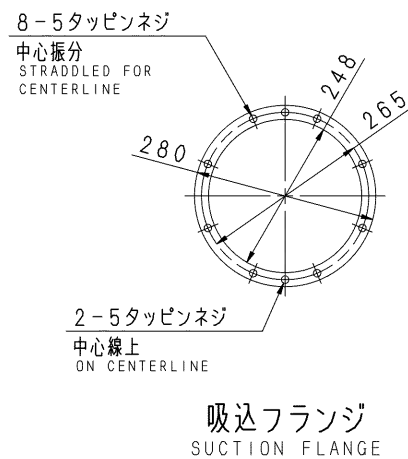 8-5タッピンネジ
中心振分
STRADDLED FOR
CENTERLINE
248
265
280
2-5タッピンネジ
中心線上
ON CENTERLINE
吸込フランジ
SUCTION FLANGE